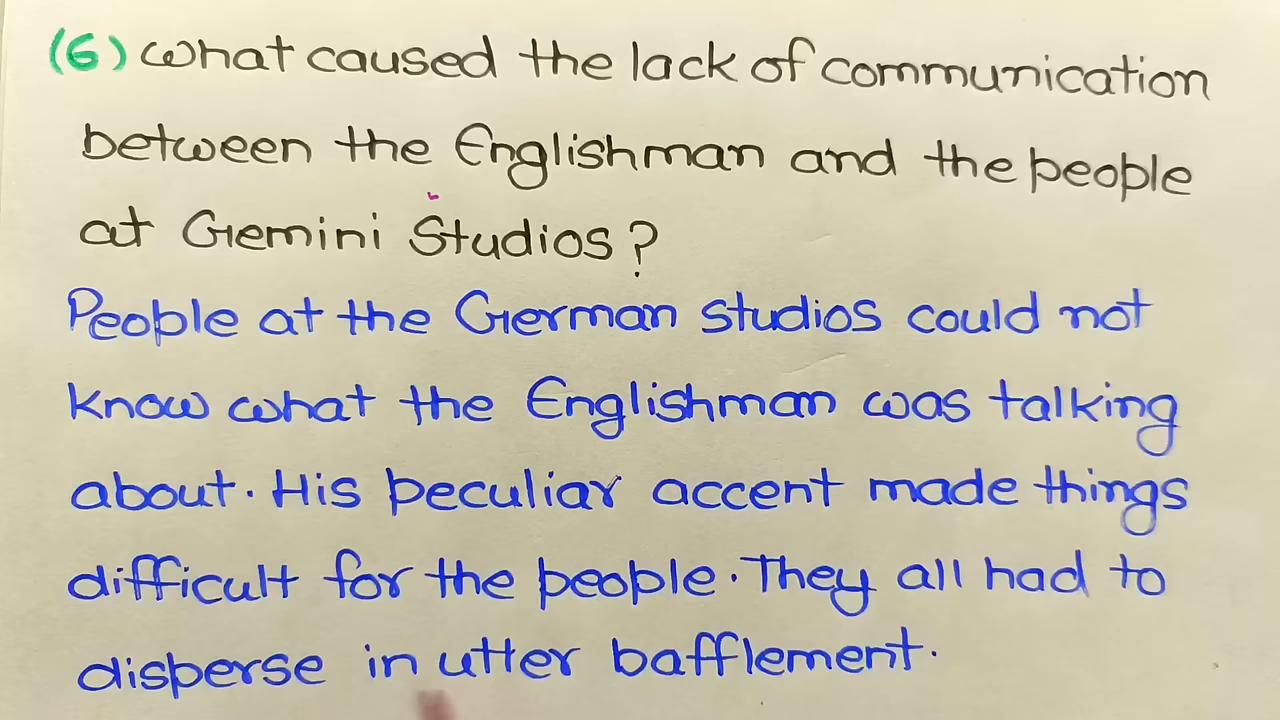 (6) What caused the lack of communication
between the Englishman and the people
at Gemini Studios?
People at the German studios could not
know what the Englishman was talking
about. His peculiar accent made things
difficult for the people. They all had to
disperse in utter bafflement.